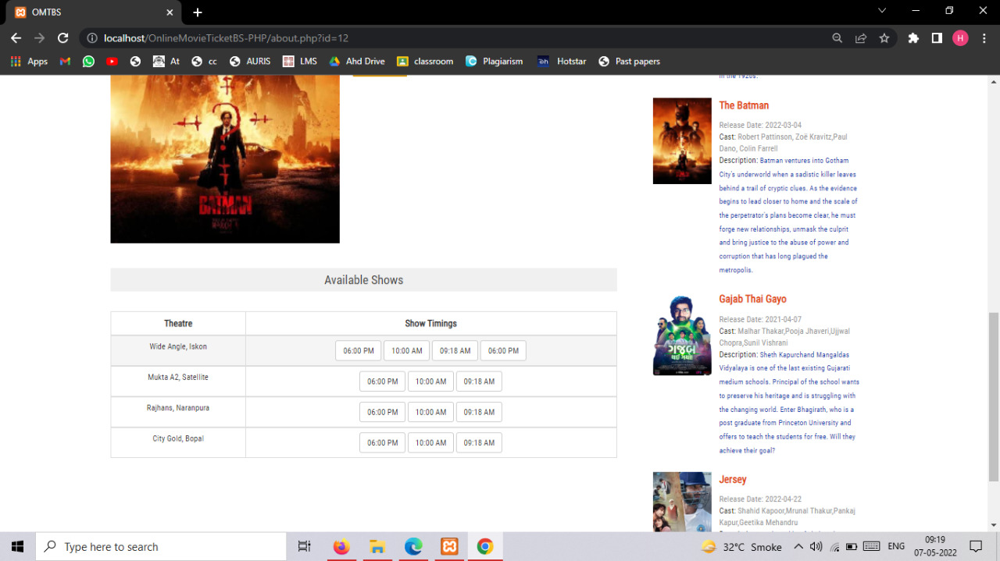 OMTBS
localhost/OnlineMovieTicketBS-PHP/about.php?id=12
H
Apps At cc AURIS LMS Ahd Drive classroom Plagiarism Hotstar Past papers
BATMAN
Available Shows
Theatre Show Timings
Wide Angle, Iskon 06:00 PM 10:00 AM 09:18 AM 06:00 PM
Mukta A2, Satellite 06:00 PM 10:00 AM 09:18 AM
Rajhans, Naranpura 06:00 PM 10:00 AM 09:18 AM
City Gold, Bopal 06:00 PM 10:00 AM 09:18 AM
in the 1920s.
The Batman
Release Date: 2022-03-04
Cast: Robert Pattinson, Zoë Kravitz,Paul
Dano, Colin Farrell
Description: Batman ventures into Gotham
City's underworld when a sadistic killer leaves
behind a trail of cryptic clues. As the evidence
begins to lead closer to home and the scale of
the perpetrator's plans become clear, he must
forge new relationships, unmask the culprit
and bring justice to the abuse of power and
corruption that has long plagued the
metropolis.
ગજબ
થઈ ગયો!
Gajab Thai Gayo
Release Date: 2021-04-07
Cast: Malhar Thakar,Pooja Jhaveri,Ujjwal
Chopra,Sunil Vishrani
Description: Sheth Kapurchand Mangaldas
Vidyalaya is one of the last existing Gujarati
medium schools. Principal of the school wants
to preserve his heritage and is struggling with
the changing world. Enter Bhagirath, who is a
post graduate from Princeton University and
offers to teach the students for free. Will they
achieve their goal?
Jersey
Release Date: 2022-04-22
Cast: Shahid Kapoor,Mrunal Thakur,Pankaj
Kapur,Geetika Mehandru
Type here to search
32°C Smoke
ENG
09:19
07-05-2022